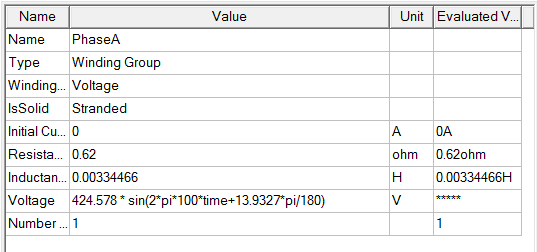 Name Value Unit Evaluated V...
Name PhaseA
Type Winding Group
Winding... Voltage
IsSolid Stranded
Initial Cu... 0 A 0A
Resista... 0.62 ohm 0.62ohm
Inductan... 0.00334466 H 0.00334466H
Voltage 424.578 * sin(2*pi*100*time+13.9327*pi/180) V *****
Number ... 1 1